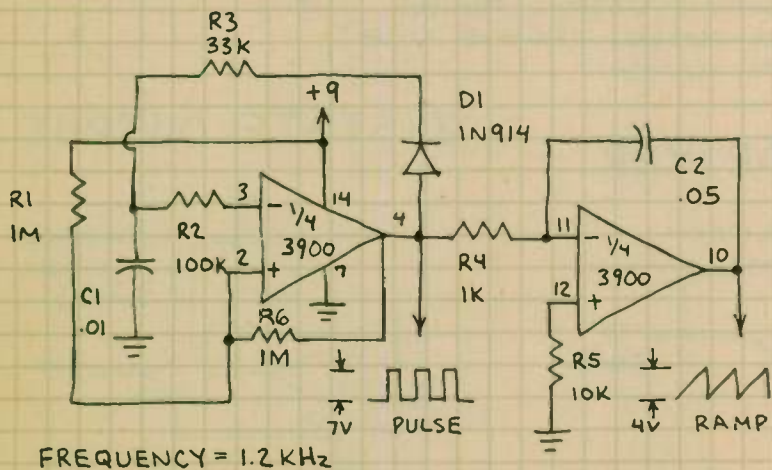 R3
33K
+9
D1
1N914
R1
1M
R2
100K
3
-
14
1/4
3900
4
2
+
7
C1
.01
R6
1M
R4
1K
C2
.05
11
-
1/4
3900
10
12
+
R5
10K
7V
PULSE
4V
RAMP
FREQUENCY = 1.2 KHz